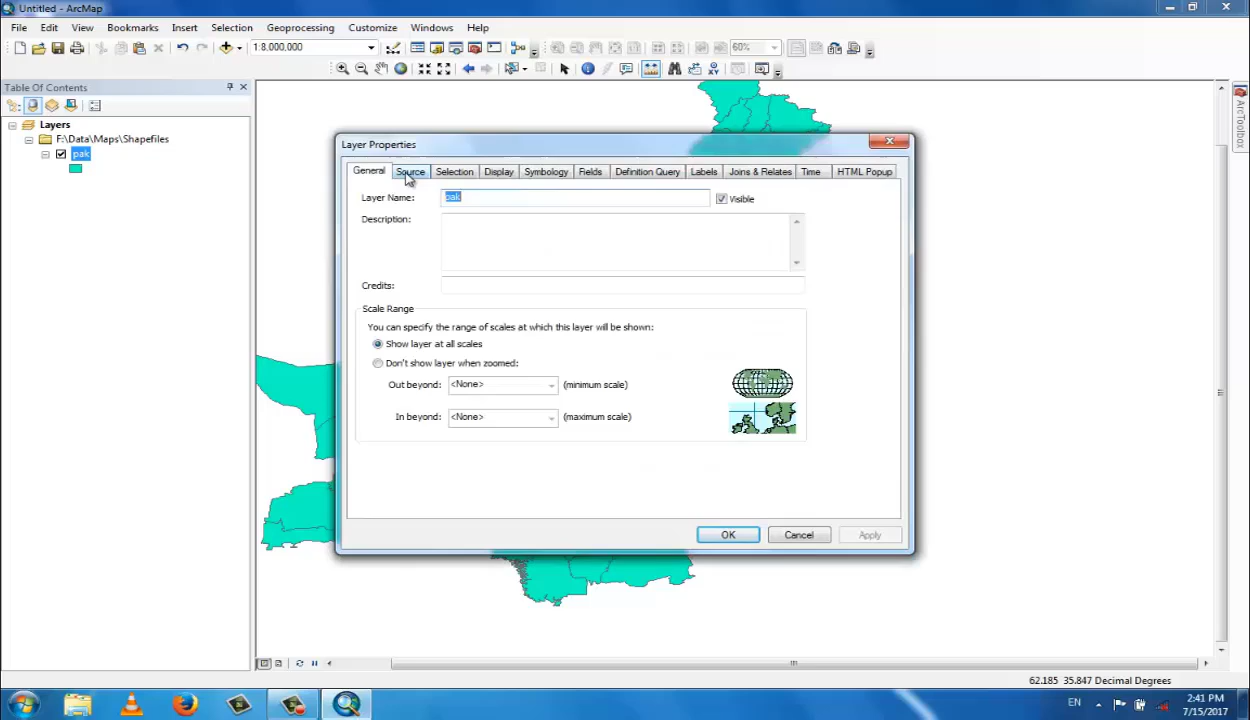 Untitled - ArcMap
File Edit View Bookmarks Insert Selection Geoprocessing Customize Windows Help
1:8,000,000
60%
Table Of Contents
Layers
F:\Data\Maps\Shapefiles
pak
ArcToolbox
Layer Properties
General Source Selection Display Symbology Fields Definition Query Labels Joins & Relates Time HTML Popup
Layer Name: pak Visible
Description:
Credits:
Scale Range
You can specify the range of scales at which this layer will be shown:
Show layer at all scales
Don't show layer when zoomed:
Out beyond: <None> (minimum scale)
In beyond: <None> (maximum scale)
OK Cancel Apply
62.185 35.847 Decimal Degrees
EN 2:41 PM
7/15/2017